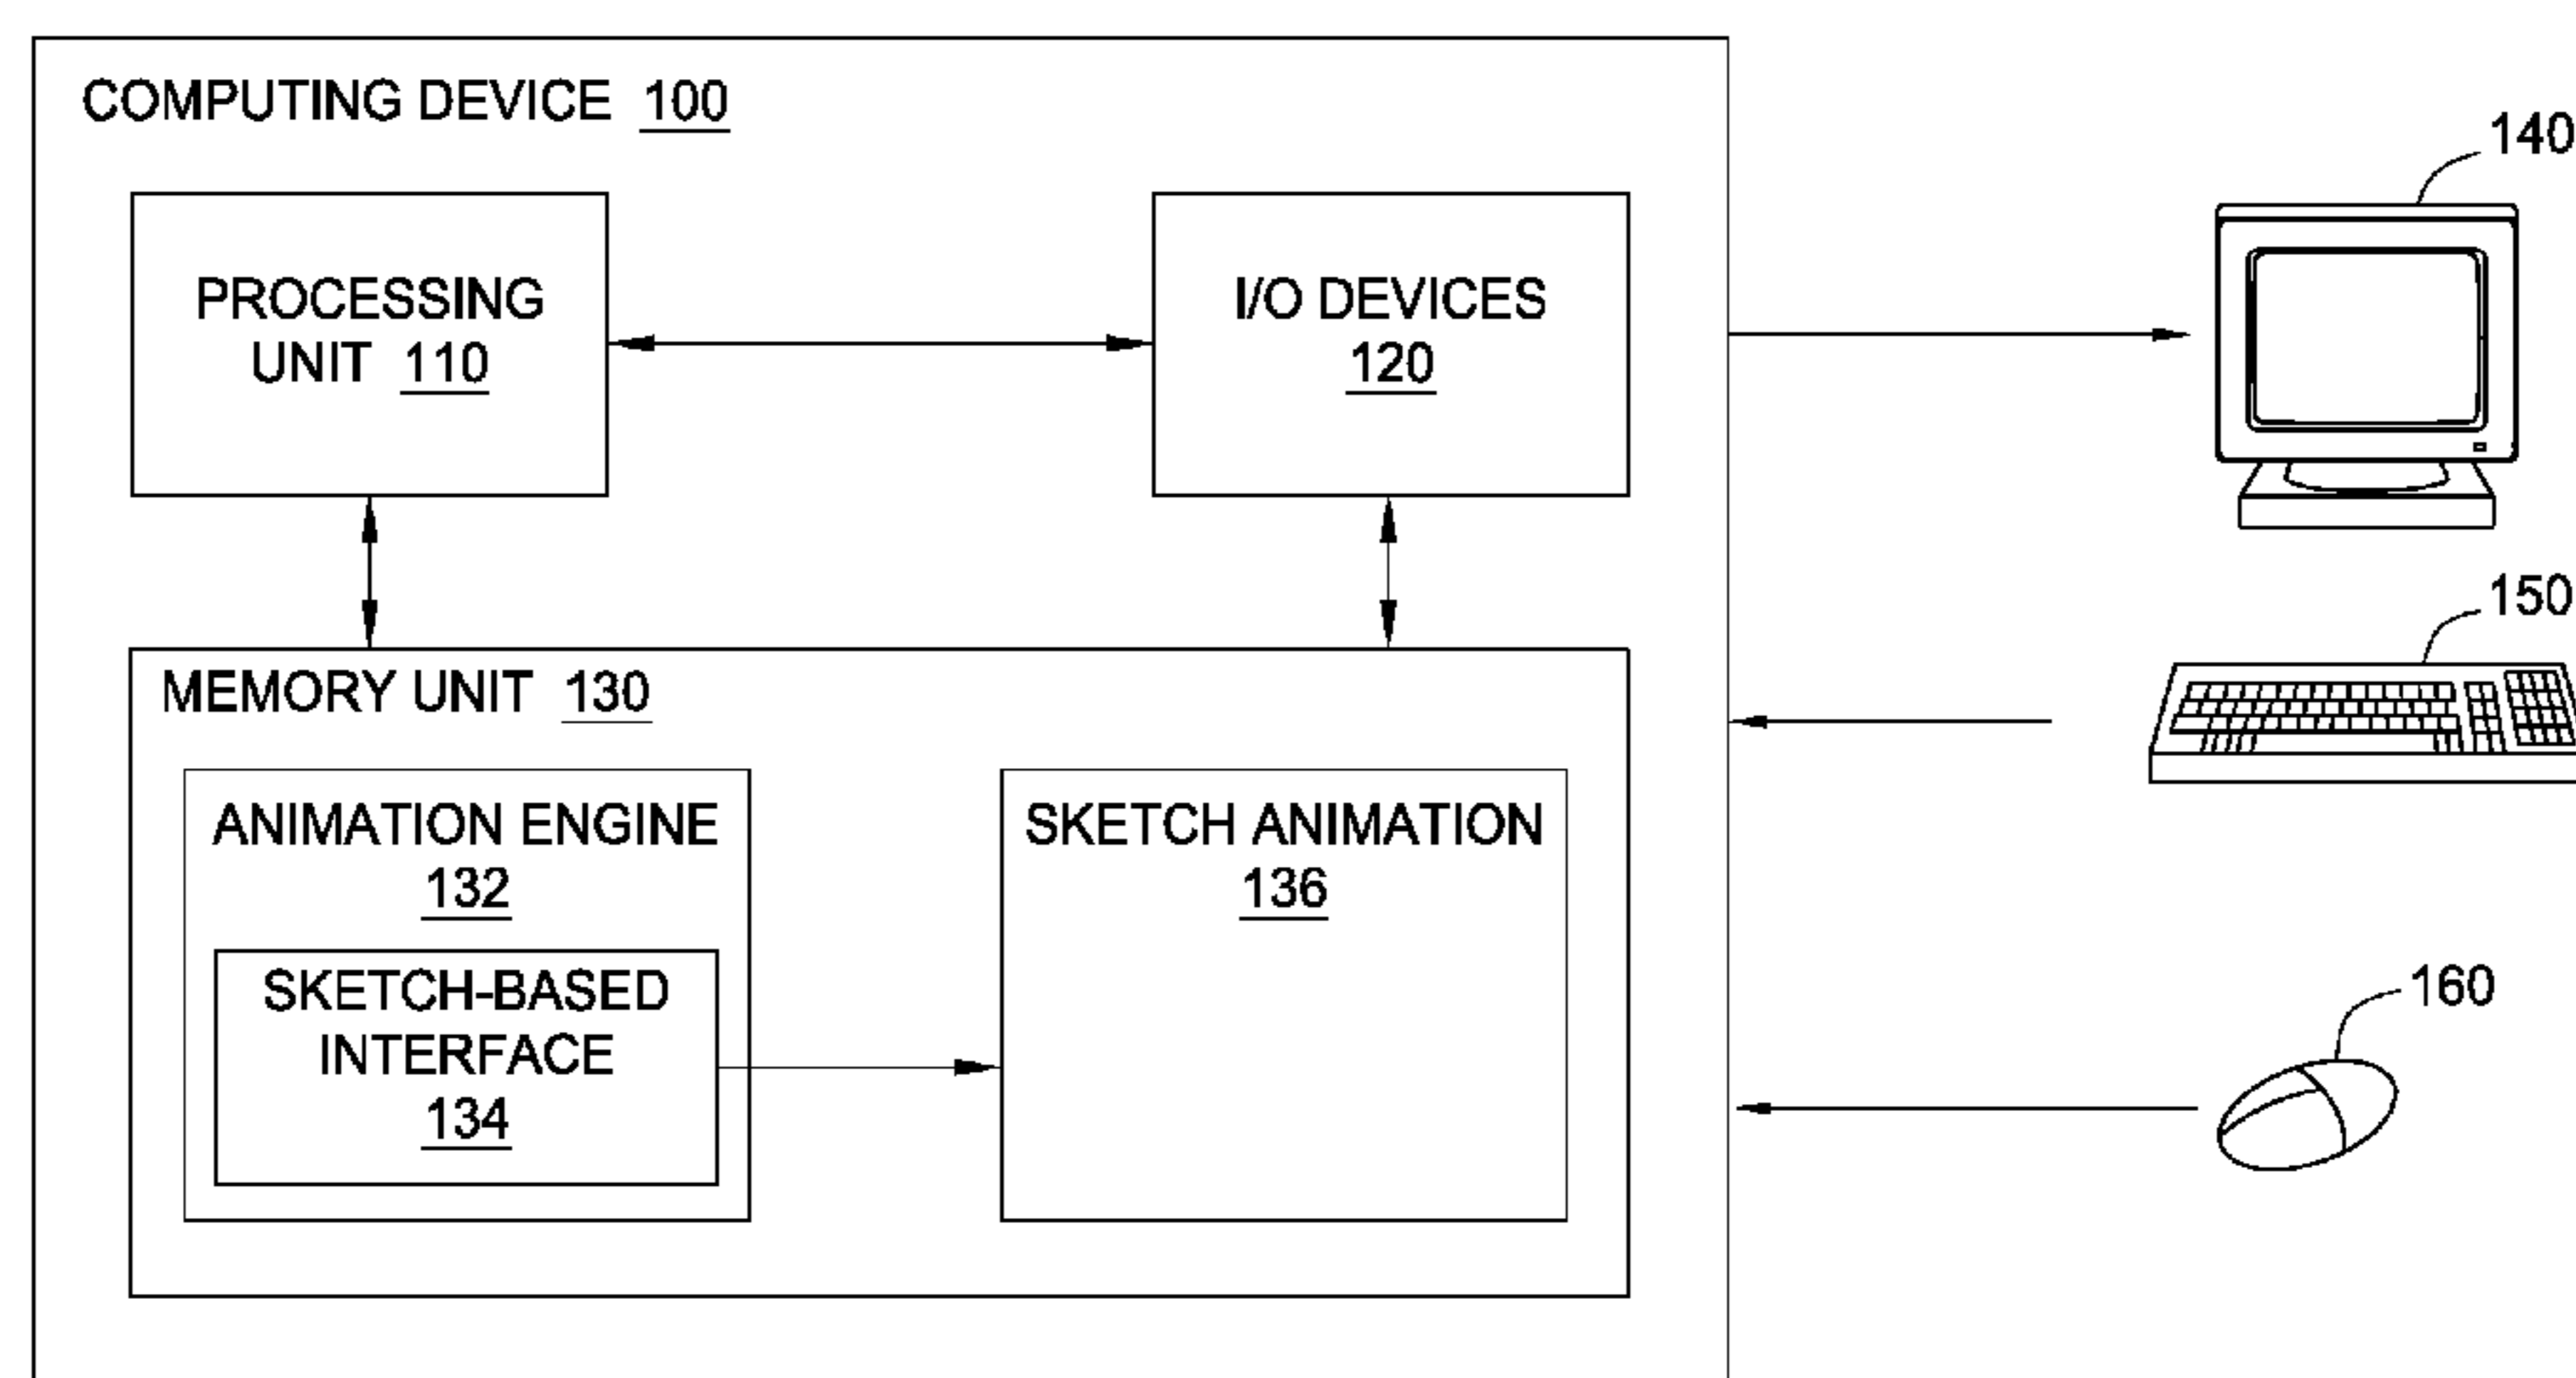 COMPUTING DEVICE 100
140
PROCESSING
UNIT 110
I/O DEVICES
120
150
MEMORY UNIT 130
ANIMATION ENGINE
132
SKETCH ANIMATION
136
SKETCH-BASED
INTERFACE
134
160